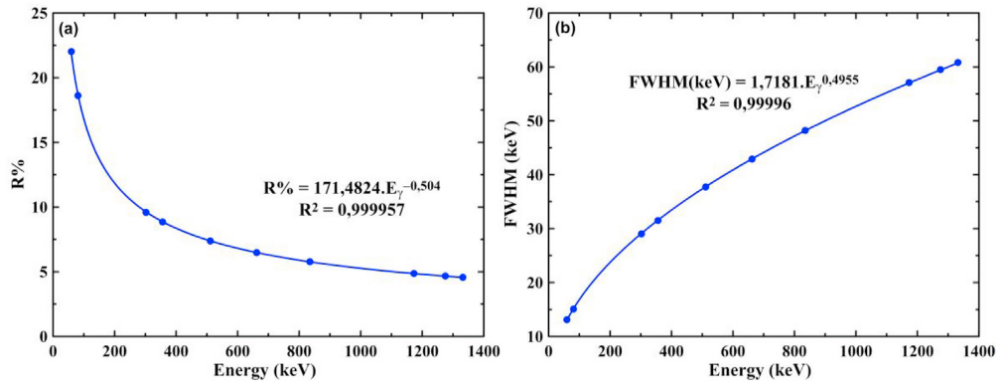 (a)
25
20
15
10
5
0
R%
R% = 171,4824.Eγ−0,504
R2 = 0,999957
0 200 400 600 800 1000 1200 1400
Energy (keV)
(b)
70
60
50
40
30
20
10
FWHM (keV)
FWHM(keV) = 1,7181.Eγ0,4955
R2 = 0,99996
0 200 400 600 800 1000 1200 1400
Energy (keV)